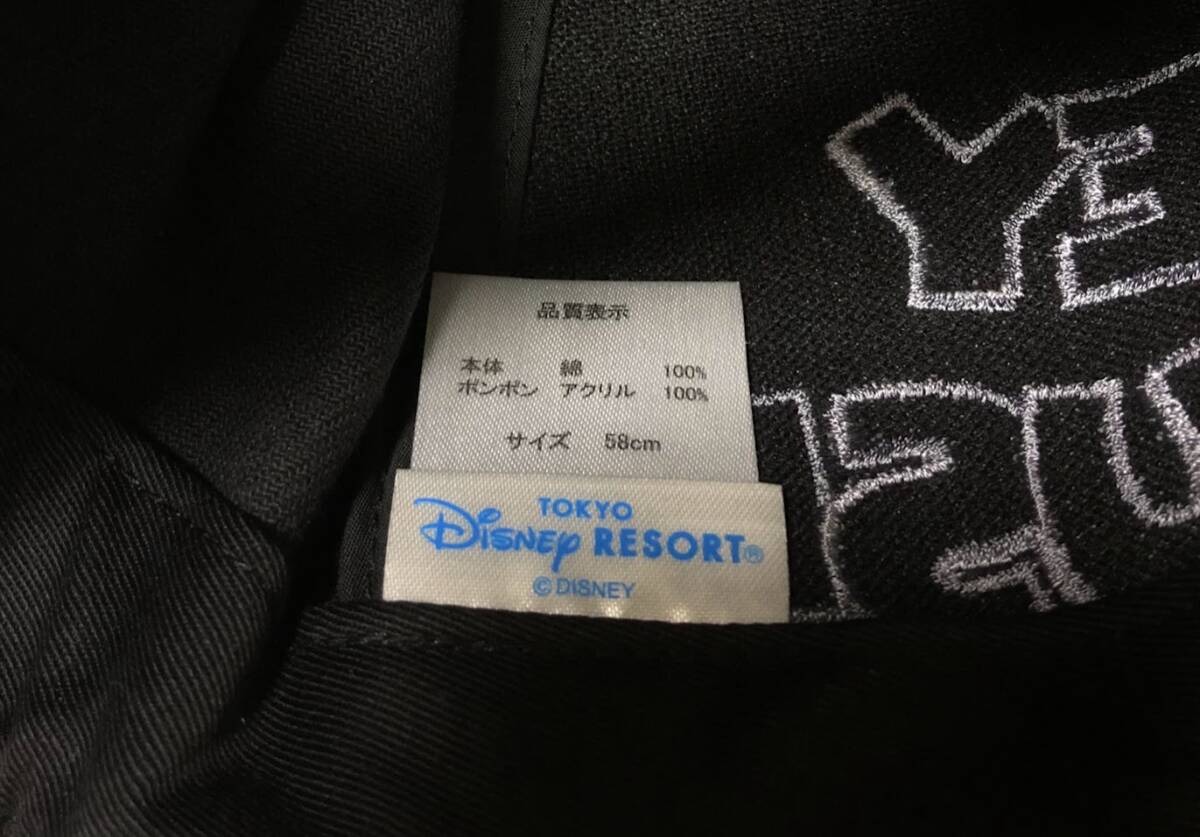 品質表示
本体 綿 100%
ポンポン アクリル 100%
サイズ 58cm
TOKYO
Disney RESORT®
© DISNEY
YE